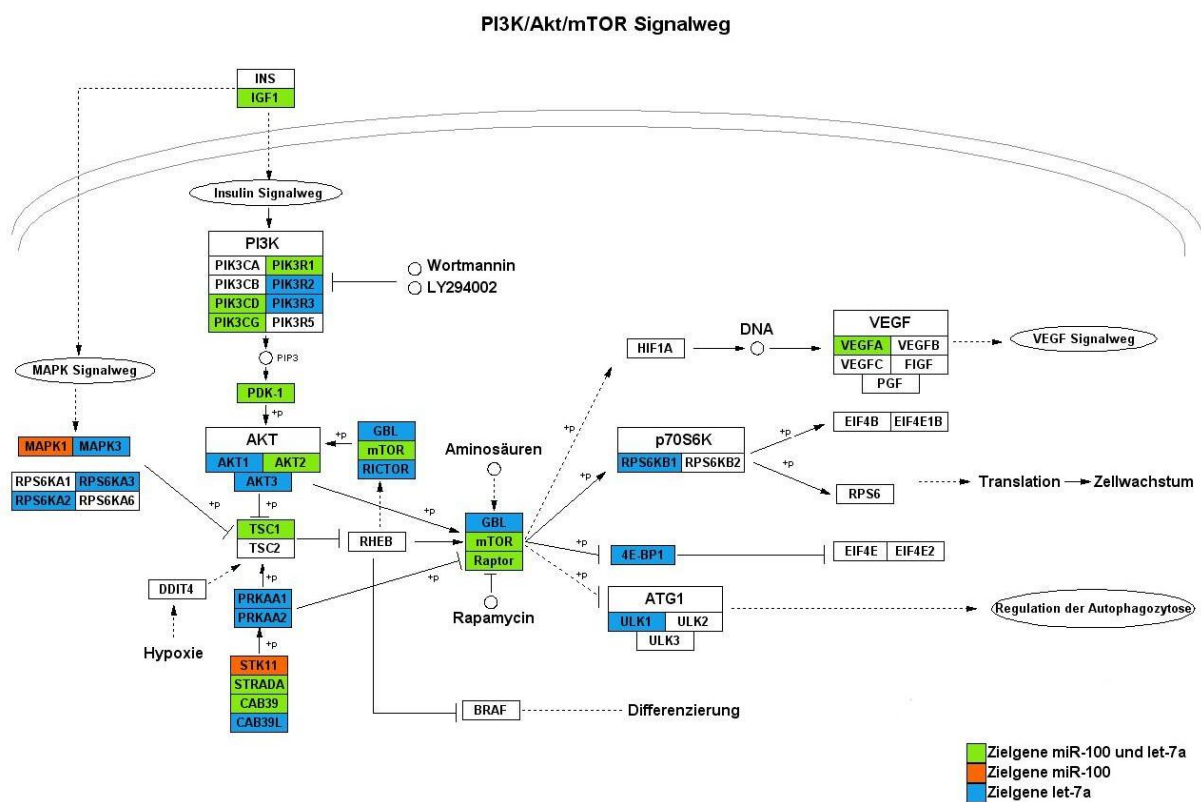 PI3K/Akt/mTOR Signalweg
INS
IGF1
Insulin Signalweg
PI3K
PIK3CA PIK3R1
PIK3CB PIK3R2
PIK3CD PIK3R3
PIK3CG PIK3R5
Wortmannin
LY294002
PIP3
MAPK Signalweg
PDK-1
+p
MAPK1 MAPK3
RPS6KA1 RPS6KA3
RPS6KA2 RPS6KA6
+p
AKT
AKT1 AKT2
AKT3
+p
+p
GBL
mTOR
RICTOR
+p
TSC1
TSC2
RHEB
DDIT4
Hypoxie
+p
PRKAA1
PRKAA2
+p
STK11
STRADA
CAB39
CAB39L
Aminosäuren
GBL
mTOR
Raptor
+p
Rapamycin
HIF1A
DNA
VEGF
VEGFA VEGFB
VEGFC FIGF
PGF
VEGF Signalweg
+p
p70S6K
RPS6KB1 RPS6KB2
+p
EIF4B EIF4E1B
+p
RPS6
Translation
Zellwachstum
+p
4E-BP1
EIF4E EIF4E2
+p
ATG1
ULK1 ULK2
ULK3
Regulation der Autophagozytose
BRAF
Differenzierung
Zielgene miR-100 und let-7a
Zielgene miR-100
Zielgene let-7a